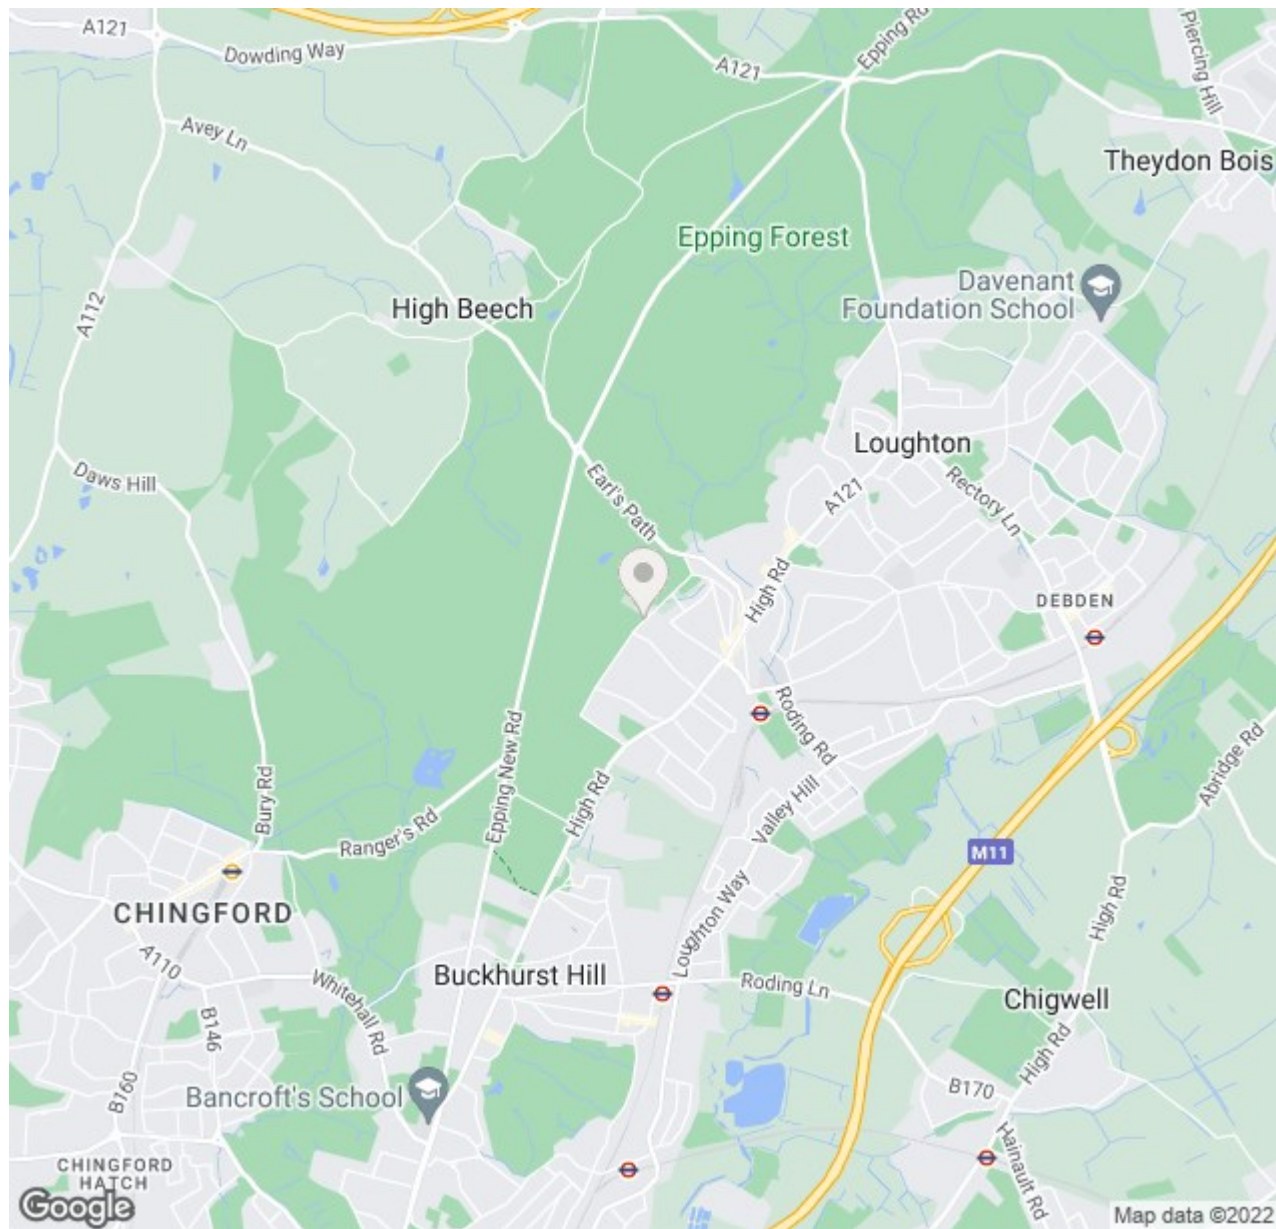 A121
Dowding Way
Epping Rd
A121
Piercing Hill
Avey Ln
Theydon Bois
Epping Forest
Davenant
Foundation School
High Beech
A112
Loughton
Daws Hill
Earl's Path
A121
Rectory Ln
High Rd
DEBDEN
Roding Rd
Epping New Rd
Abridge Rd
Bury Rd
High Rd
Valley Hill
Ranger's Rd
M11
CHINGFORD
High Rd
Loughton Way
A110
Whitehall Rd
Buckhurst Hill
Roding Ln
Chigwell
B146
High Rd
B160
Bancroft's School
B170
Hainault Rd
CHINGFORD
HATCH
Google
Map data ©2022